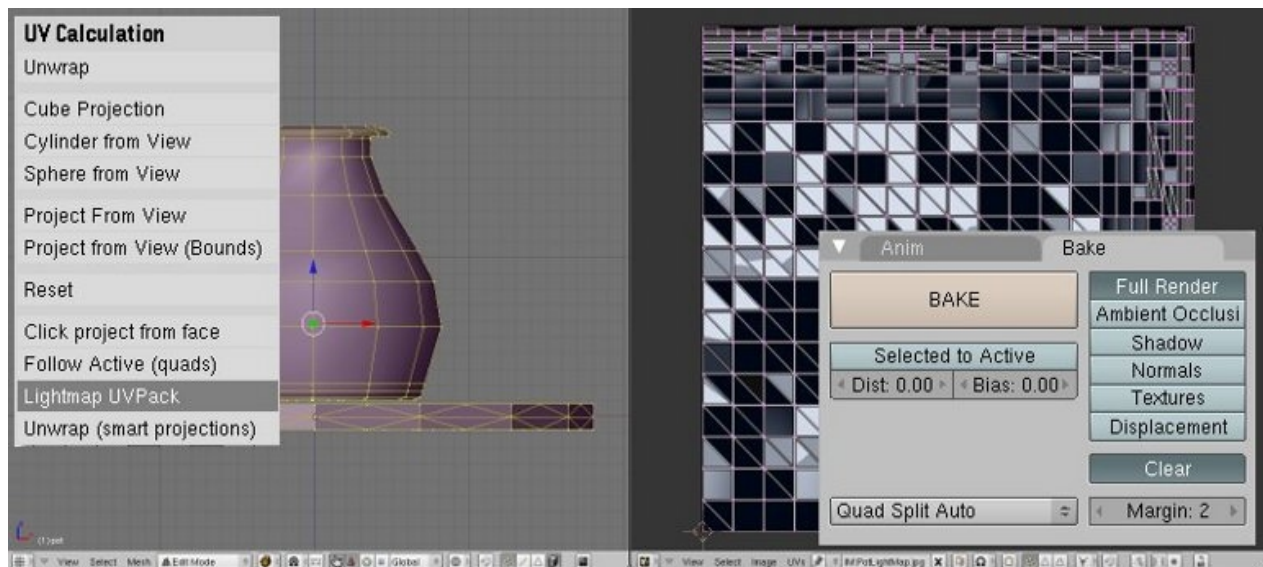 UV Calculation
Unwrap
Cube Projection
Cylinder from View
Sphere from View
Project From View
Project from View (Bounds)
Reset
Click project from face
Follow Active (quads)
Lightmap UVPack
Unwrap (smart projections)
Anim Bake
BAKE
Full Render
Ambient Occlusi
Shadow
Selected to Active
Normals
Dist: 0.00 Bias: 0.00
Textures
Displacement
Clear
Quad Split Auto
Margin: 2
View Select Mesh Edit Mode Global
View Select Image UVs